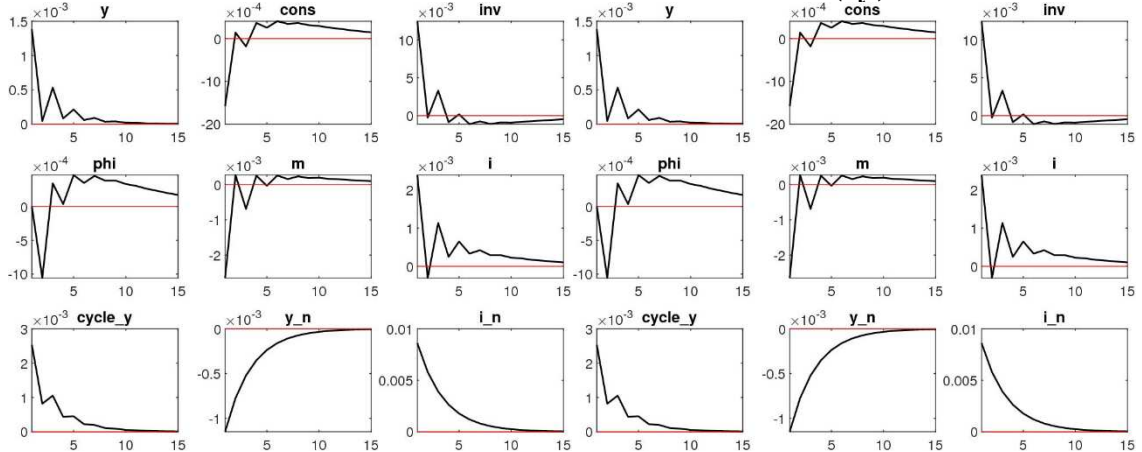 ×10⁻³ y ×10⁻⁴ cons ×10⁻³ inv ×10⁻³ y ×10⁻⁴ cons ×10⁻³ inv
1.5 0 10 1.5 0 10
1 1
-10 5 -10 5
0.5 0.5
0 0
0 -20 0 -20
5 10 15 5 10 15 5 10 15 5 10 15 5 10 15 5 10 15
×10⁻⁴ phi ×10⁻³ m ×10⁻³ i ×10⁻⁴ phi ×10⁻³ m ×10⁻³ i
0 0 2 0 0 2
-5 -1 1 -5 -1 1
-10 -2 0 -10 -2 0
5 10 15 5 10 15 5 10 15 5 10 15 5 10 15 5 10 15
×10⁻³ cycle_y ×10⁻³ y_n i_n ×10⁻³ cycle_y ×10⁻³ y_n i_n
3 0 0.01 3 0 0.01
2 2
-0.5 0.005 -0.5 0.005
1 1
0 -1 0 0 -1 0
5 10 15 5 10 15 5 10 15 5 10 15 5 10 15 5 10 15